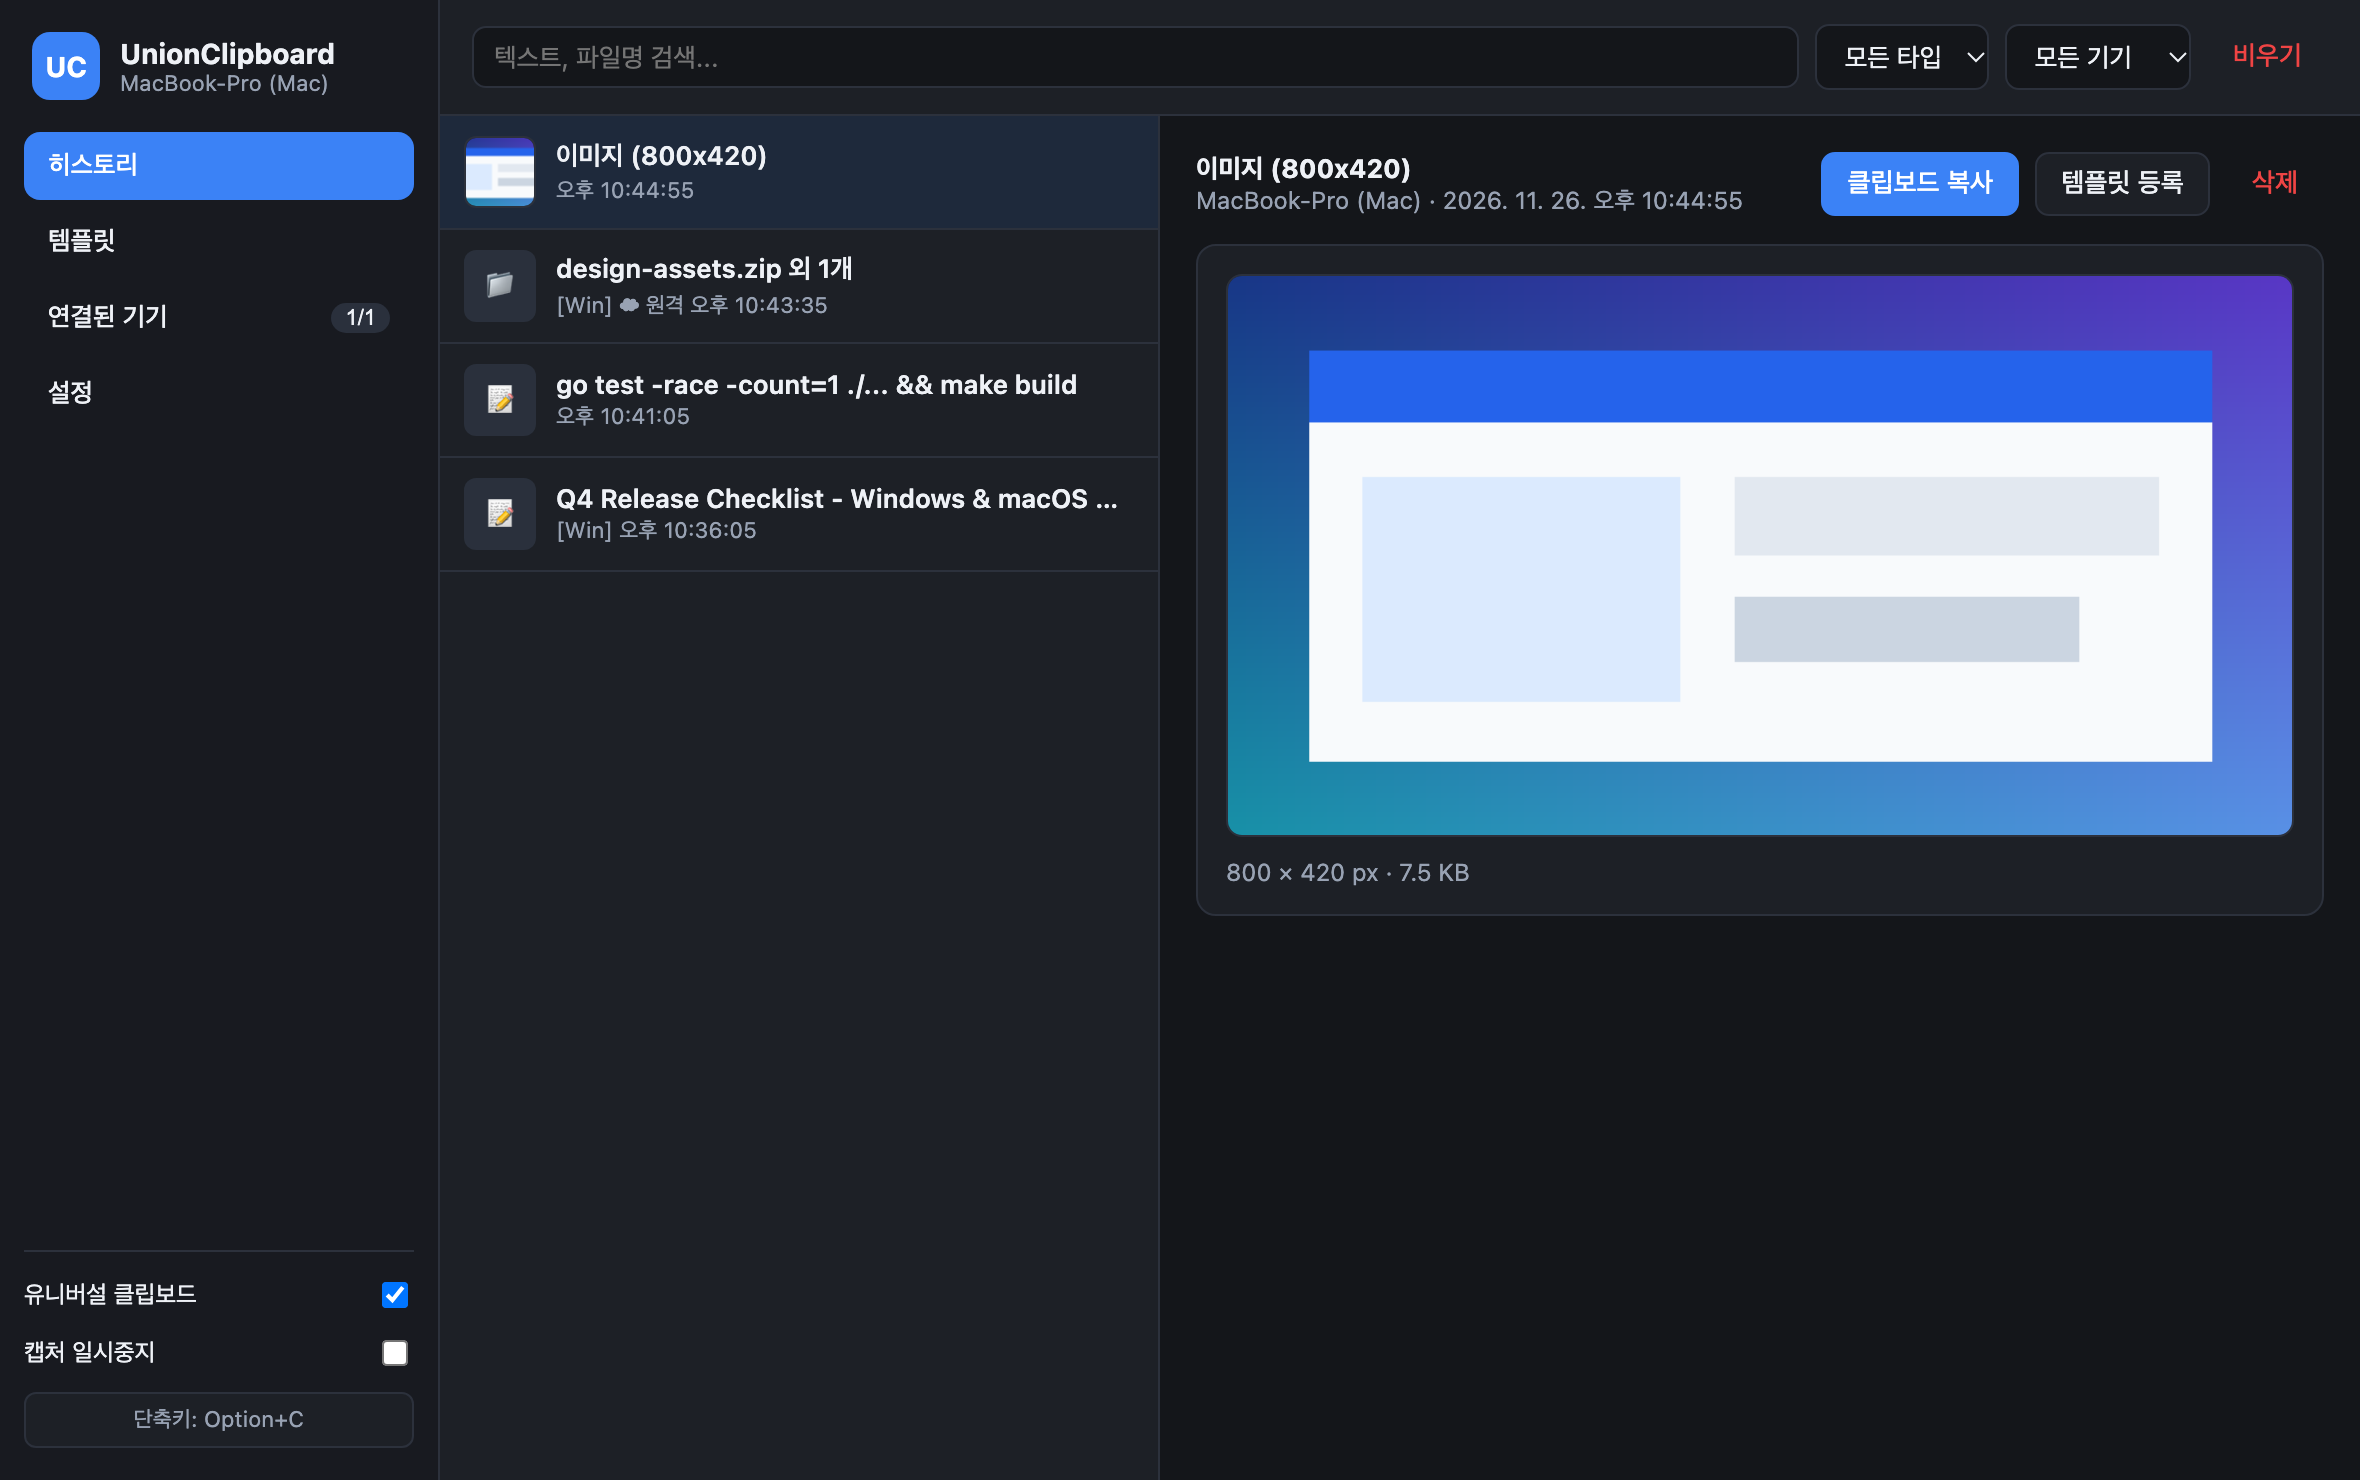 UC
UnionClipboard
MacBook-Pro (Mac)
히스토리
템플릿
연결된 기기
1/1
설정
유니버설 클립보드
캡처 일시중지
단축키: Option+C
텍스트, 파일명 검색...
모든 타입
모든 기기
비우기
이미지 (800x420)
오후 10:44:55
design-assets.zip 외 1개
[Win] ☁ 원격 오후 10:43:35
go test -race -count=1 ./... && make build
오후 10:41:05
Q4 Release Checklist - Windows & macOS ...
[Win] 오후 10:36:05
이미지 (800x420)
MacBook-Pro (Mac) · 2026. 11. 26. 오후 10:44:55
클립보드 복사
템플릿 등록
삭제
800 × 420 px · 7.5 KB